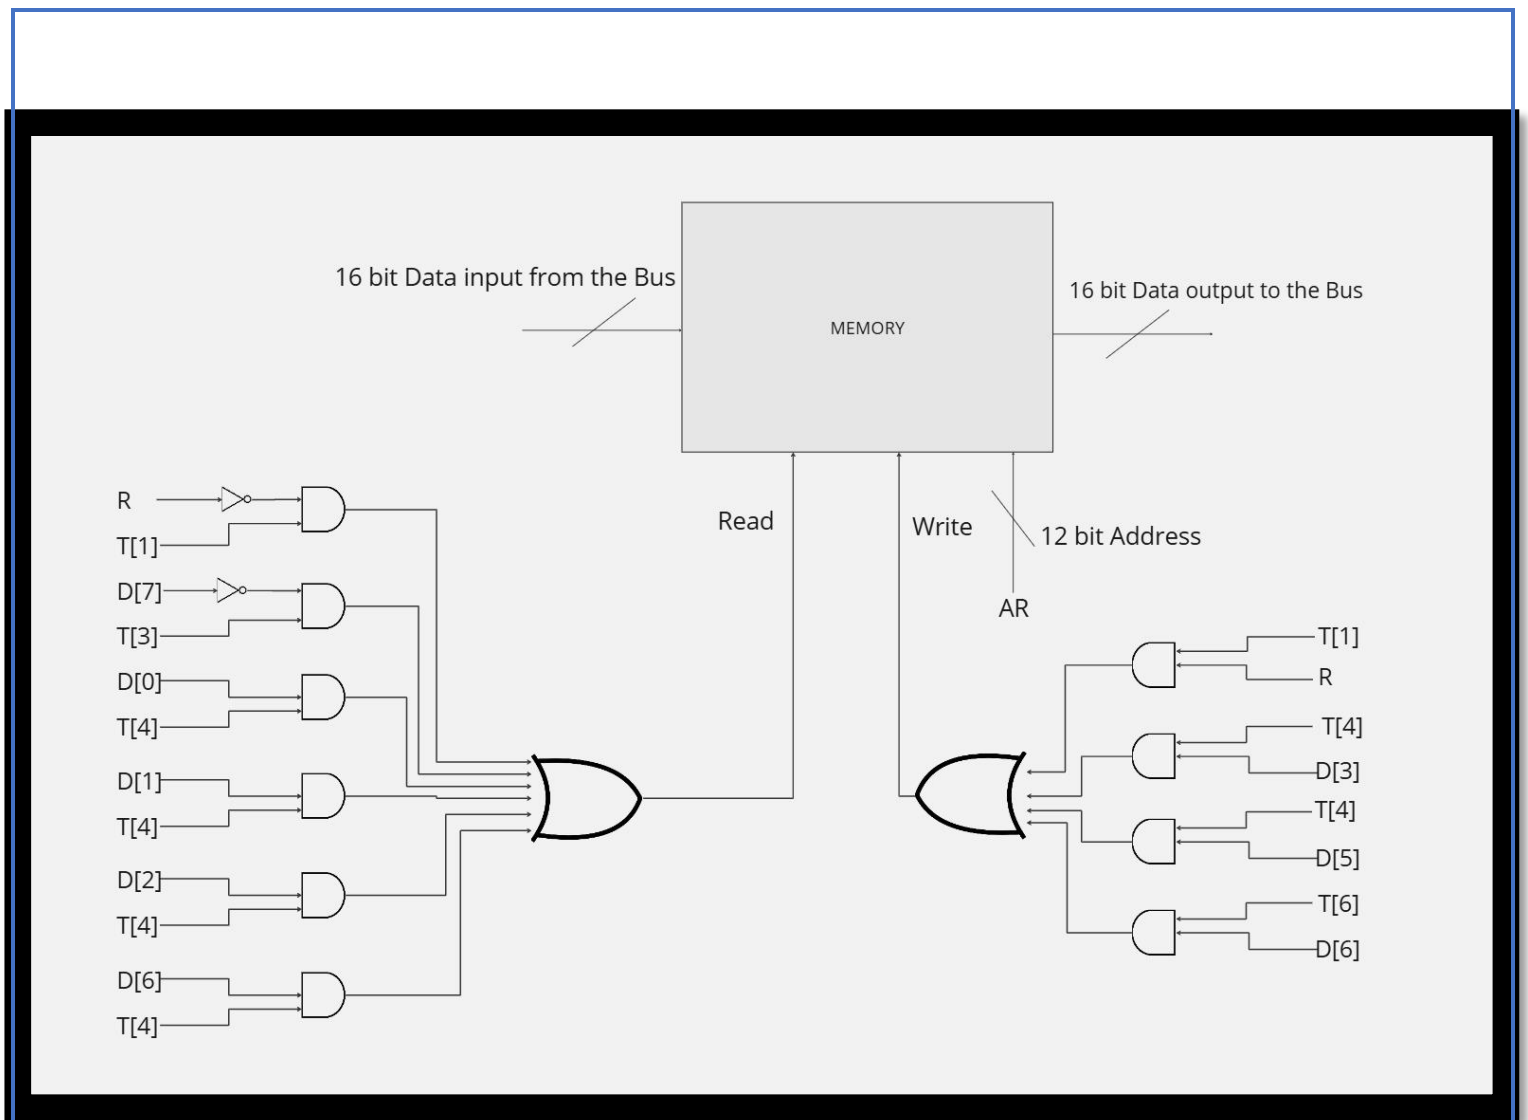 16 bit Data input from the Bus
16 bit Data output to the Bus
MEMORY
R
T[1]
D[7]
T[3]
D[0]
T[4]
D[1]
T[4]
D[2]
T[4]
D[6]
T[4]
Read
Write
12 bit Address
AR
T[1]
R
T[4]
D[3]
T[4]
D[5]
T[6]
D[6]